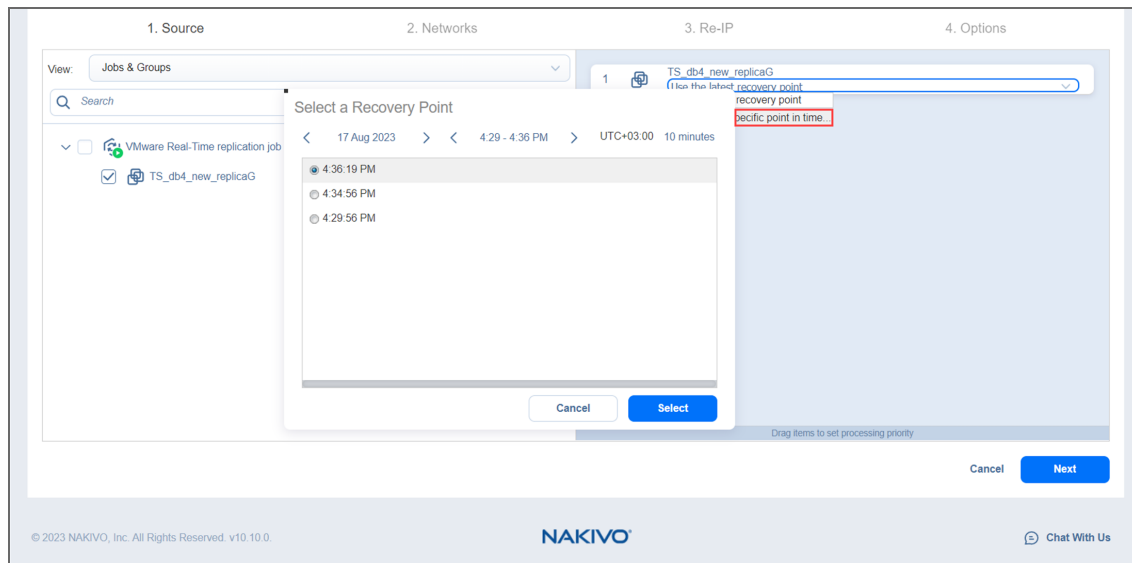 1. Source 2. Networks 3. Re-IP 4. Options
View: Jobs & Groups
Search
VMware Real-Time replication job
TS_db4_new_replicaG
1 TS_db4_new_replicaG
Use the latest recovery point
recovery point
pecific point in time...
Select a Recovery Point
17 Aug 2023 4:29 - 4:36 PM UTC+03:00 10 minutes
4:36:19 PM
4:34:56 PM
4:29:56 PM
Cancel Select
Drag items to set processing priority
Cancel Next
© 2023 NAKIVO, Inc. All Rights Reserved. v10.10.0.
NAKIVO
Chat With Us